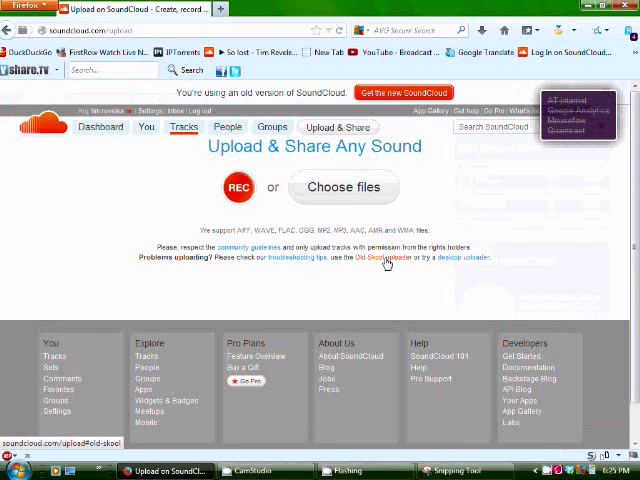 Firefox
Upload on SoundCloud - Create, record ...
soundcloud.com/upload
AVG Secure Search
DuckDuckGo FirstRow Watch Live No... IPTorrents So lost - Tim Revele... New Tab YouTube - Broadcast ... Google Translate Log In on SoundCloud
share.TV Search... Search
You're using an old version of SoundCloud. Get the new SoundCloud
AT Internet
Google Analytics
Mouseflow
Quantcast
Hey, tim reveles Settings Inbox Log out App Gallery Get help Go Pro What's
Dashboard You Tracks People Groups Upload & Share Search SoundCloud
Upload & Share Any Sound
REC or Choose files
We support AIFF, WAVE, FLAC, OGG, MP2, MP3, AAC, AMR and WMA files.
Please, respect the community guidelines and only upload tracks with permission from the rights holders.
Problems uploading? Please check our troubleshooting tips, use the Old-Skool uploader or try a desktop uploader.
You Explore Pro Plans About Us Help Developers
Tracks Tracks Feature Overview About SoundCloud SoundCloud 101 Get Started
Sets People Buy a Gift Blog Help Documentation
Comments Groups Go Pro Jobs Pro Support Backstage Blog
Favorites Apps Press API Blog
Groups Widgets & Badges Your Apps
Settings Meetups App Gallery
Mobile Labs
soundcloud.com/upload#old-skool
Upload on SoundCl... CamStudio Flashing Snipping Tool 6:25 PM